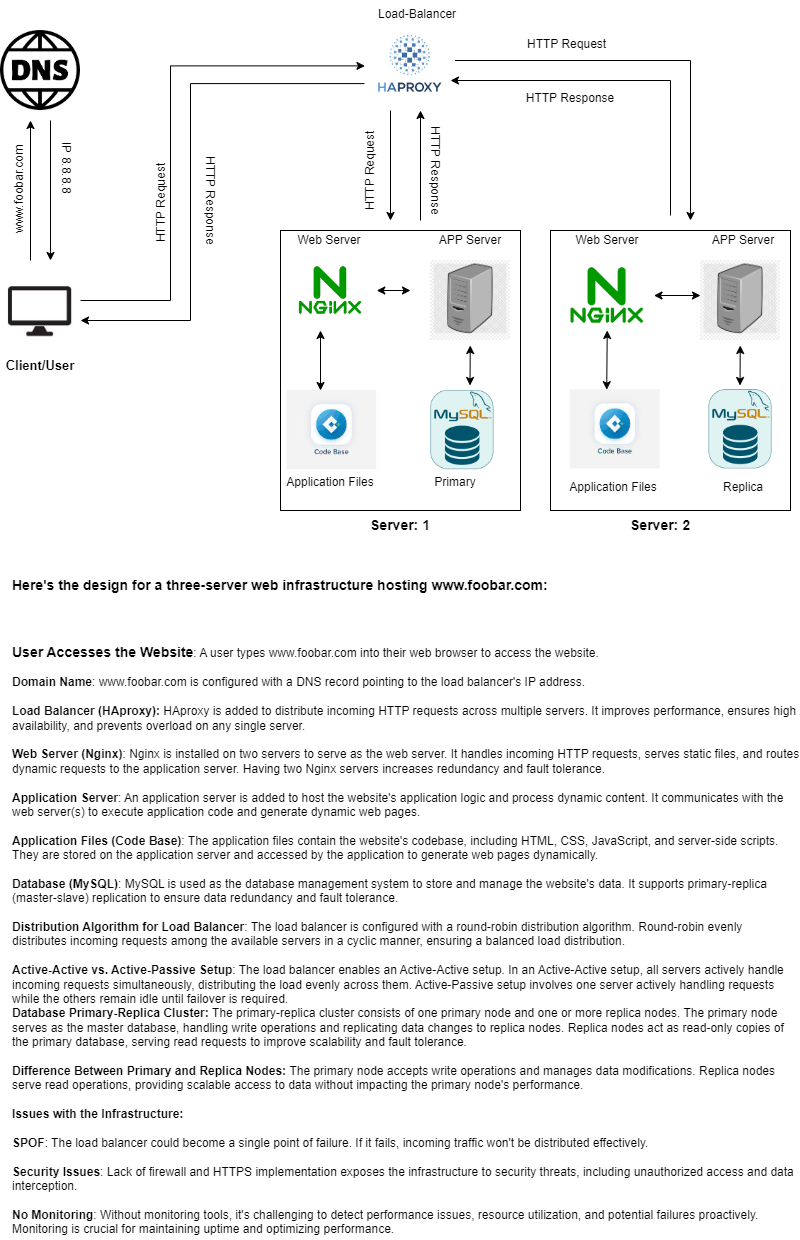 Load-Balancer
DNS
HAPROXY
HTTP Request
HTTP Response
www.foobar.com
IP 8.8.8.8
HTTP Request
HTTP Response
HTTP Request
HTTP Response
Web Server
APP Server
Web Server
APP Server
NGiNX
NGiNX
Client/User
MySQL
MySQL
Code Base
Code Base
Application Files
Primary
Application Files
Replica
Server: 1
Server: 2
Here's the design for a three-server web infrastructure hosting www.foobar.com:
User Accesses the Website: A user types www.foobar.com into their web browser to access the website.
Domain Name: www.foobar.com is configured with a DNS record pointing to the load balancer's IP address.
Load Balancer (HAproxy): HAproxy is added to distribute incoming HTTP requests across multiple servers. It improves performance, ensures high
availability, and prevents overload on any single server.
Web Server (Nginx): Nginx is installed on two servers to serve as the web server. It handles incoming HTTP requests, serves static files, and routes
dynamic requests to the application server. Having two Nginx servers increases redundancy and fault tolerance.
Application Server: An application server is added to host the website's application logic and process dynamic content. It communicates with the
web server(s) to execute application code and generate dynamic web pages.
Application Files (Code Base): The application files contain the website's codebase, including HTML, CSS, JavaScript, and server-side scripts.
They are stored on the application server and accessed by the application to generate web pages dynamically.
Database (MySQL): MySQL is used as the database management system to store and manage the website's data. It supports primary-replica
(master-slave) replication to ensure data redundancy and fault tolerance.
Distribution Algorithm for Load Balancer: The load balancer is configured with a round-robin distribution algorithm. Round-robin evenly
distributes incoming requests among the available servers in a cyclic manner, ensuring a balanced load distribution.
Active-Active vs. Active-Passive Setup: The load balancer enables an Active-Active setup. In an Active-Active setup, all servers actively handle
incoming requests simultaneously, distributing the load evenly across them. Active-Passive setup involves one server actively handling requests
while the others remain idle until failover is required.
Database Primary-Replica Cluster: The primary-replica cluster consists of one primary node and one or more replica nodes. The primary node
serves as the master database, handling write operations and replicating data changes to replica nodes. Replica nodes act as read-only copies of
the primary database, serving read requests to improve scalability and fault tolerance.
Difference Between Primary and Replica Nodes: The primary node accepts write operations and manages data modifications. Replica nodes
serve read operations, providing scalable access to data without impacting the primary node's performance.
Issues with the Infrastructure:
SPOF: The load balancer could become a single point of failure. If it fails, incoming traffic won't be distributed effectively.
Security Issues: Lack of firewall and HTTPS implementation exposes the infrastructure to security threats, including unauthorized access and data
interception.
No Monitoring: Without monitoring tools, it's challenging to detect performance issues, resource utilization, and potential failures proactively.
Monitoring is crucial for maintaining uptime and optimizing performance.